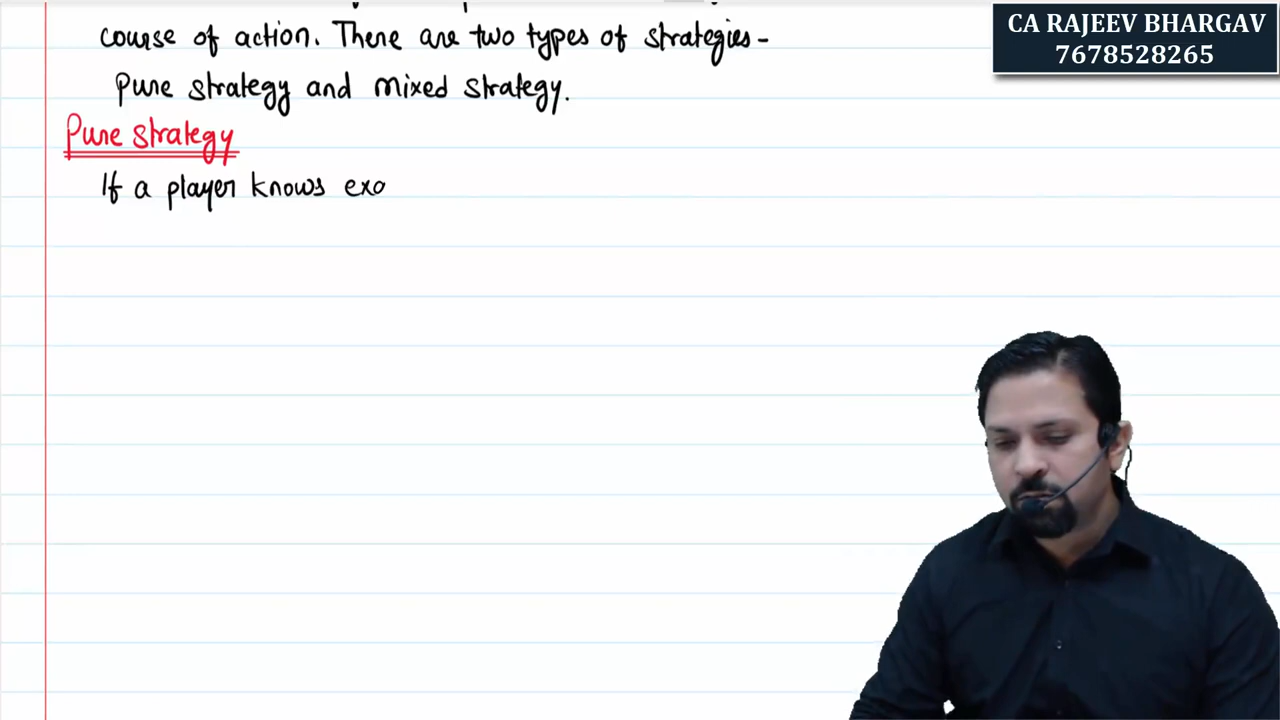 CA RAJEEV BHARGAV
7678528265
course of action. There are two types of strategies-
Pure strategy and mixed strategy.
Pure strategy
If a player knows exa